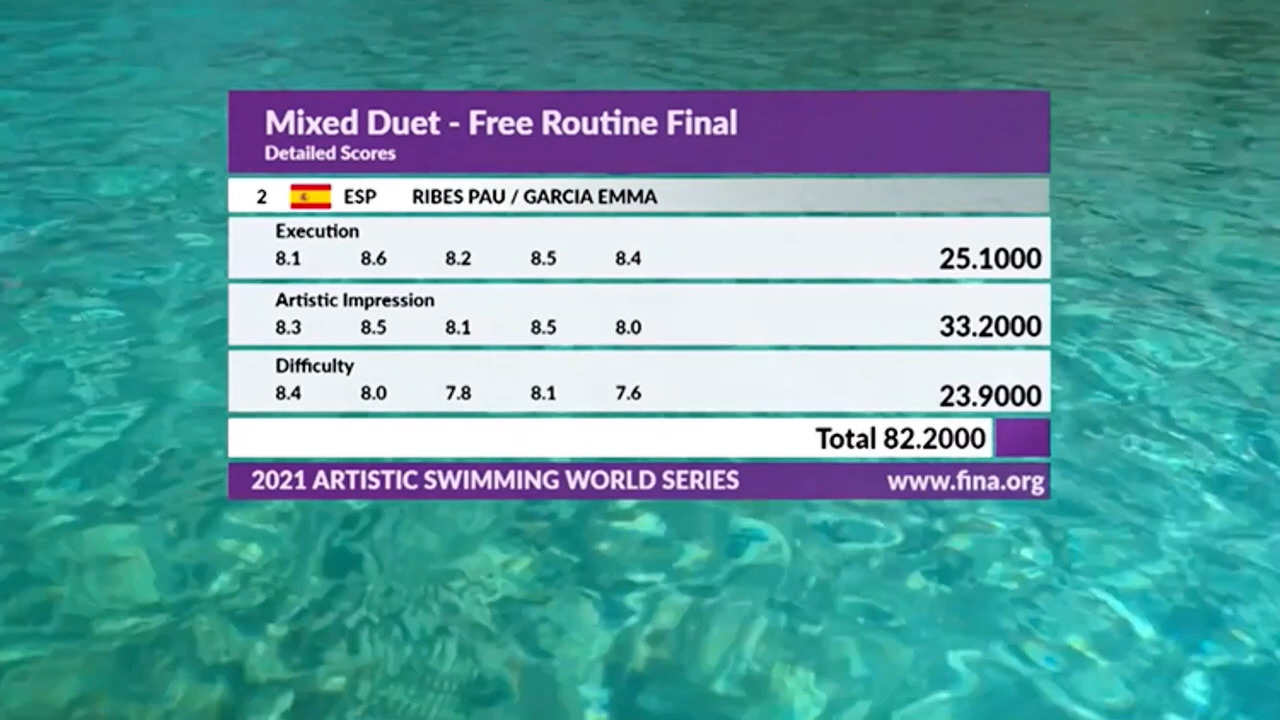 Mixed Duet - Free Routine Final
Detailed Scores
2 ESP RIBES PAU / GARCIA EMMA
Execution
8.1 8.6 8.2 8.5 8.4 25.1000
Artistic Impression
8.3 8.5 8.1 8.5 8.0 33.2000
Difficulty
8.4 8.0 7.8 8.1 7.6 23.9000
Total 82.2000
2021 ARTISTIC SWIMMING WORLD SERIES www.fina.org